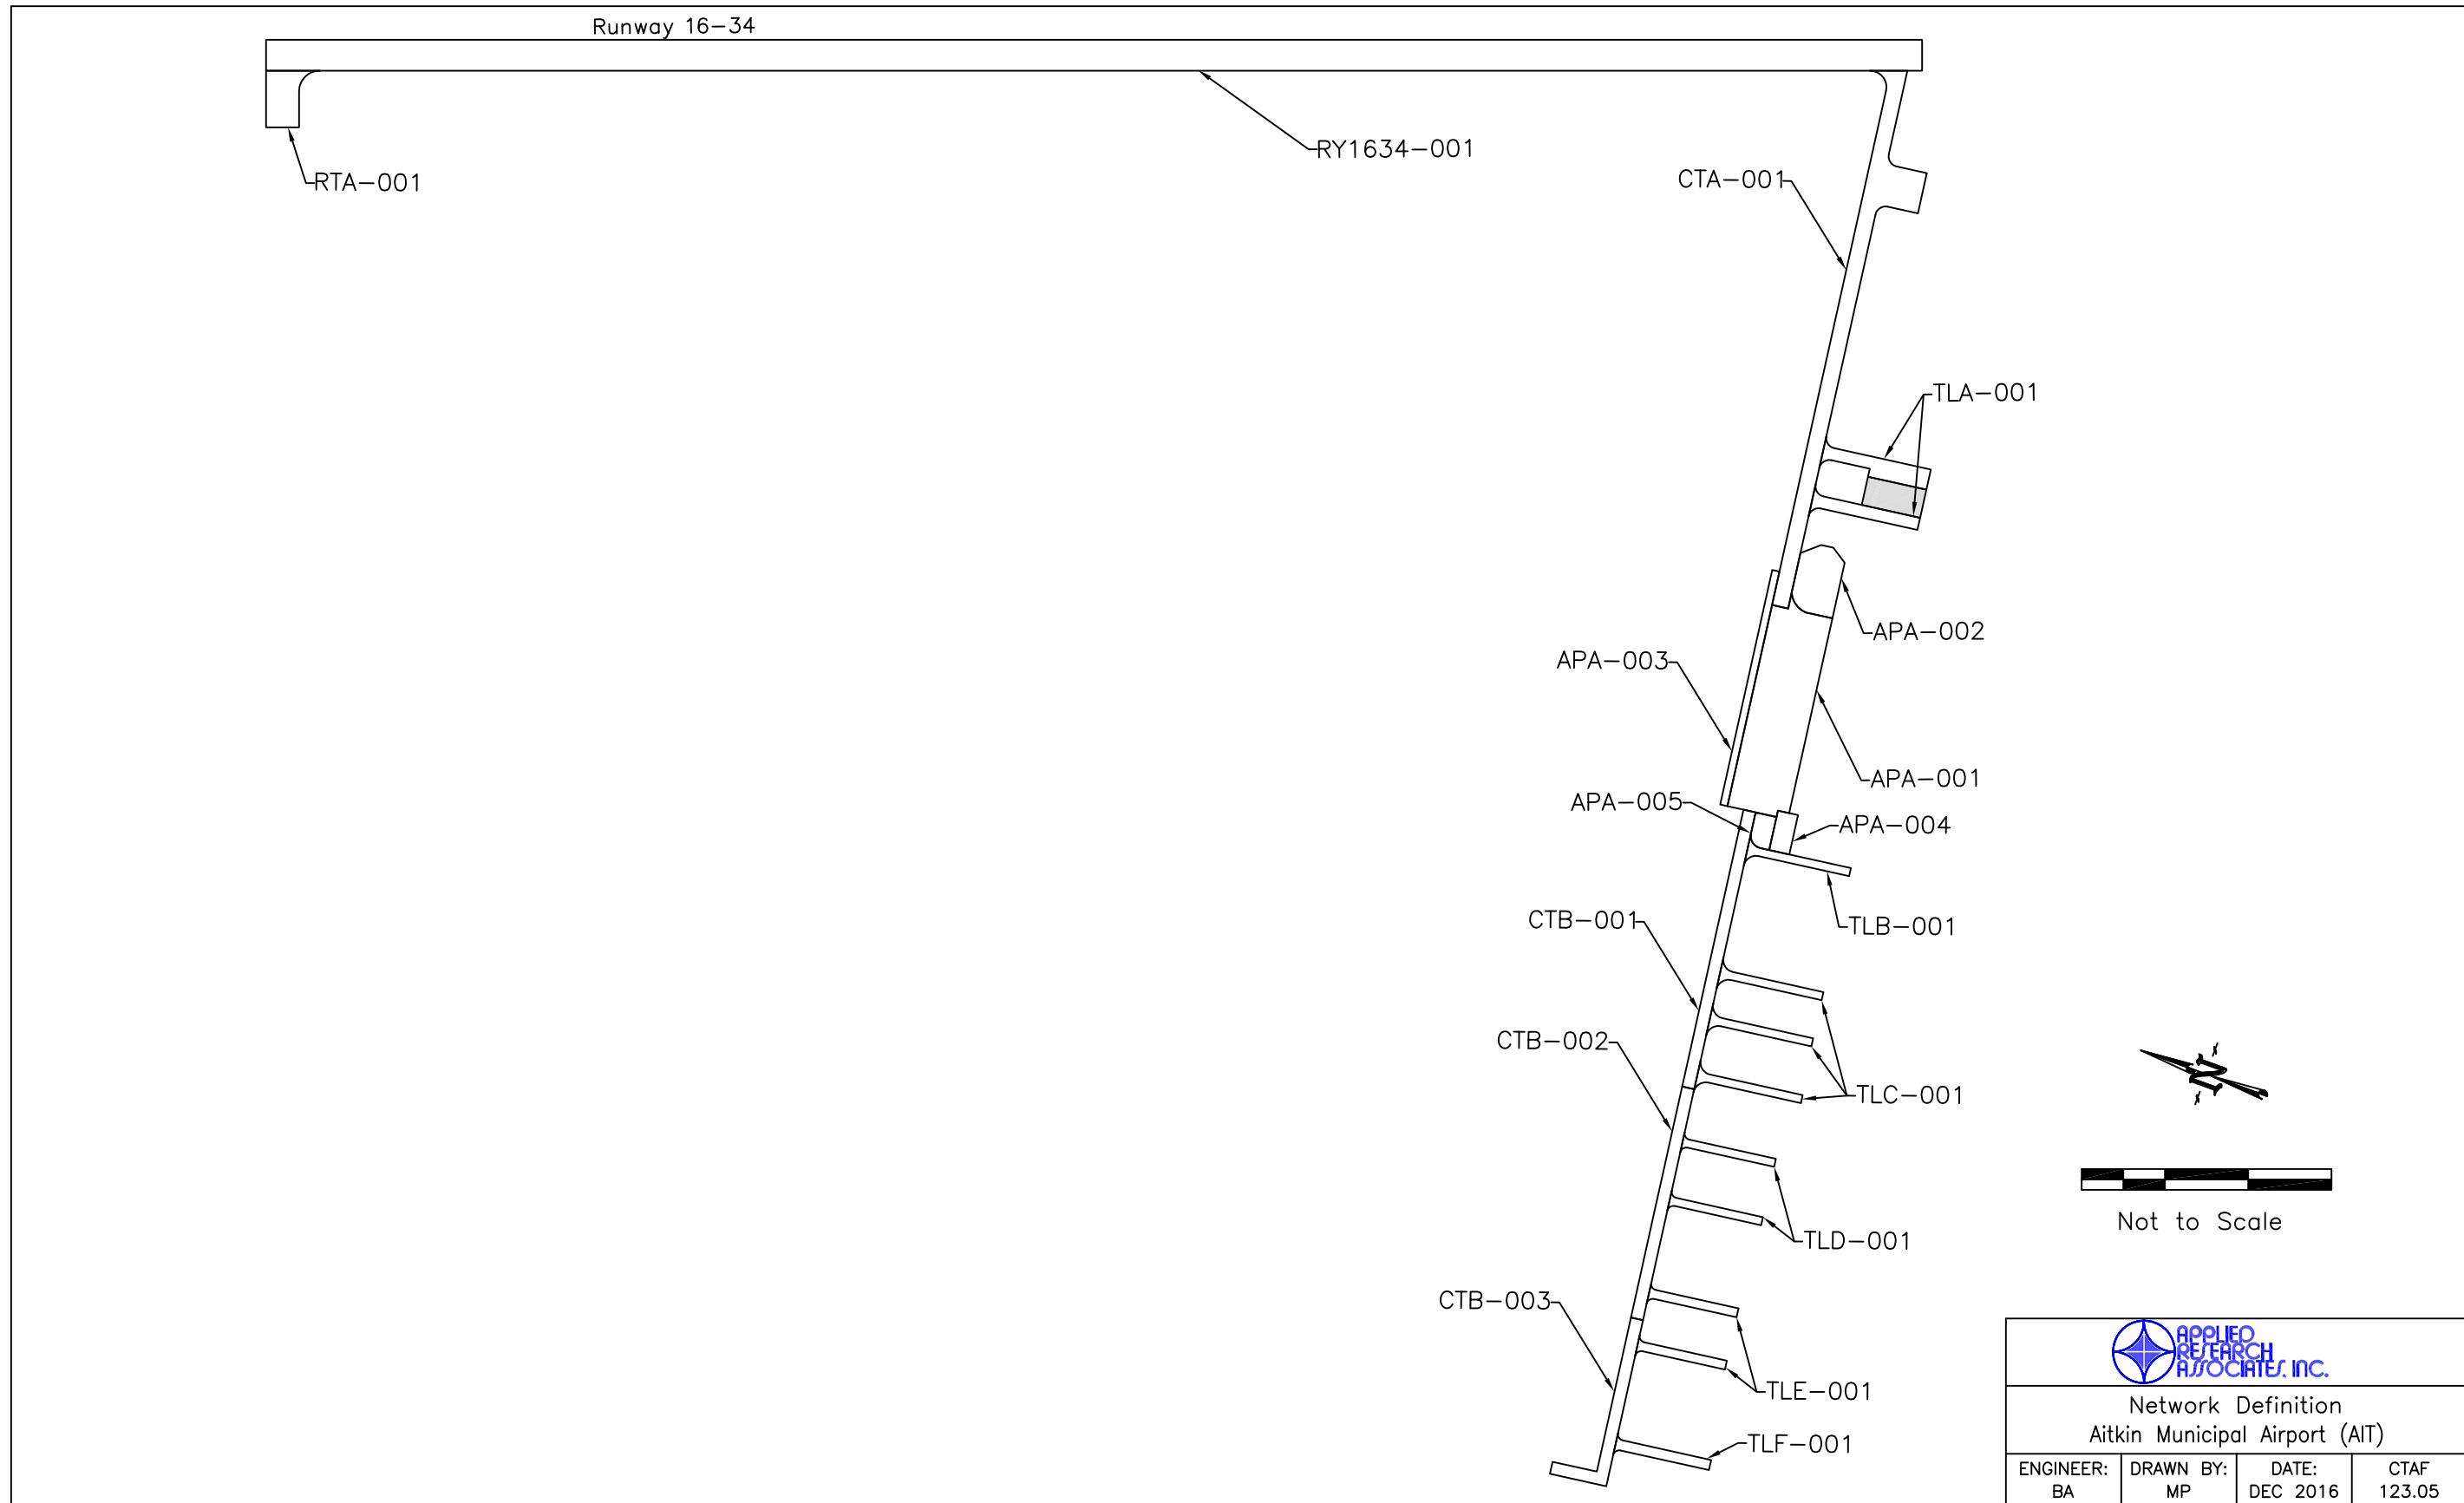 Runway 16-34
RY1634-001
RTA-001
CTA-001
TLA-001
APA-002
APA-003
APA-001
APA-005
APA-004
CTB-001
TLB-001
CTB-002
TLC-001
TLD-001
CTB-003
TLE-001
TLF-001
N
Not to Scale
APPLIED
RESEARCH
ASSOCIATES, INC.
Network Definition
Aitkin Municipal Airport (AIT)
ENGINEER: DRAWN BY: DATE: CTAF
BA MP DEC 2016 123.05